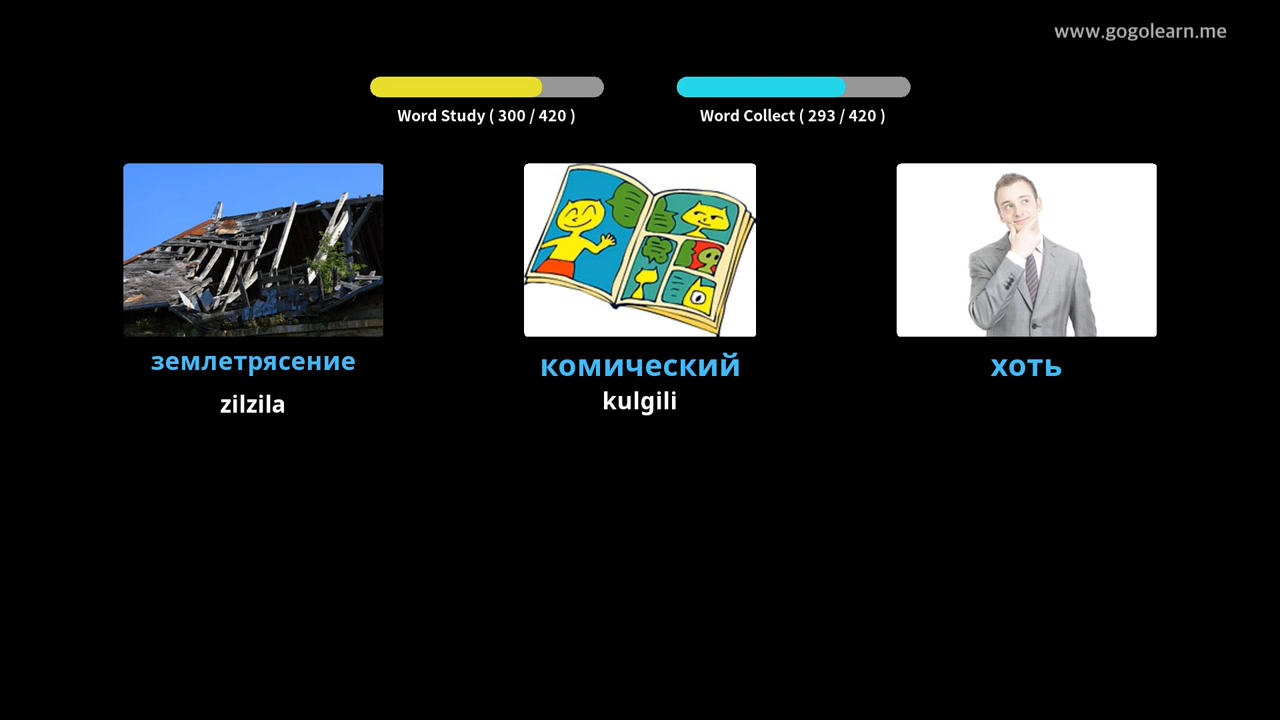 www.gogolearn.me
Word Study ( 300 / 420 )
Word Collect ( 293 / 420 )
землетрясение
zilzila
комический
kulgili
хоть